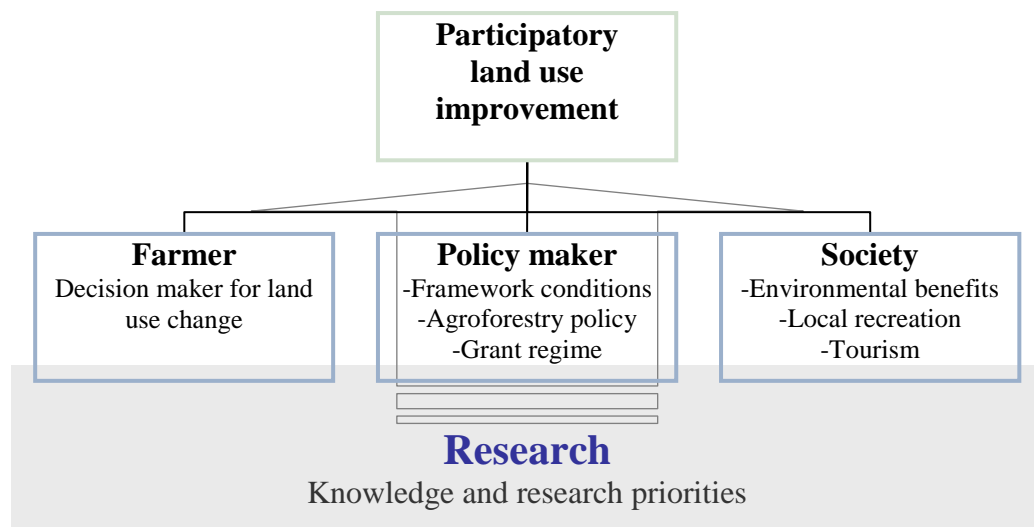 Participatory
land use
improvement
Farmer
Decision maker for land
use change
Policy maker
-Framework conditions
-Agroforestry policy
-Grant regime
Society
-Environmental benefits
-Local recreation
-Tourism
Research
Knowledge and research priorities